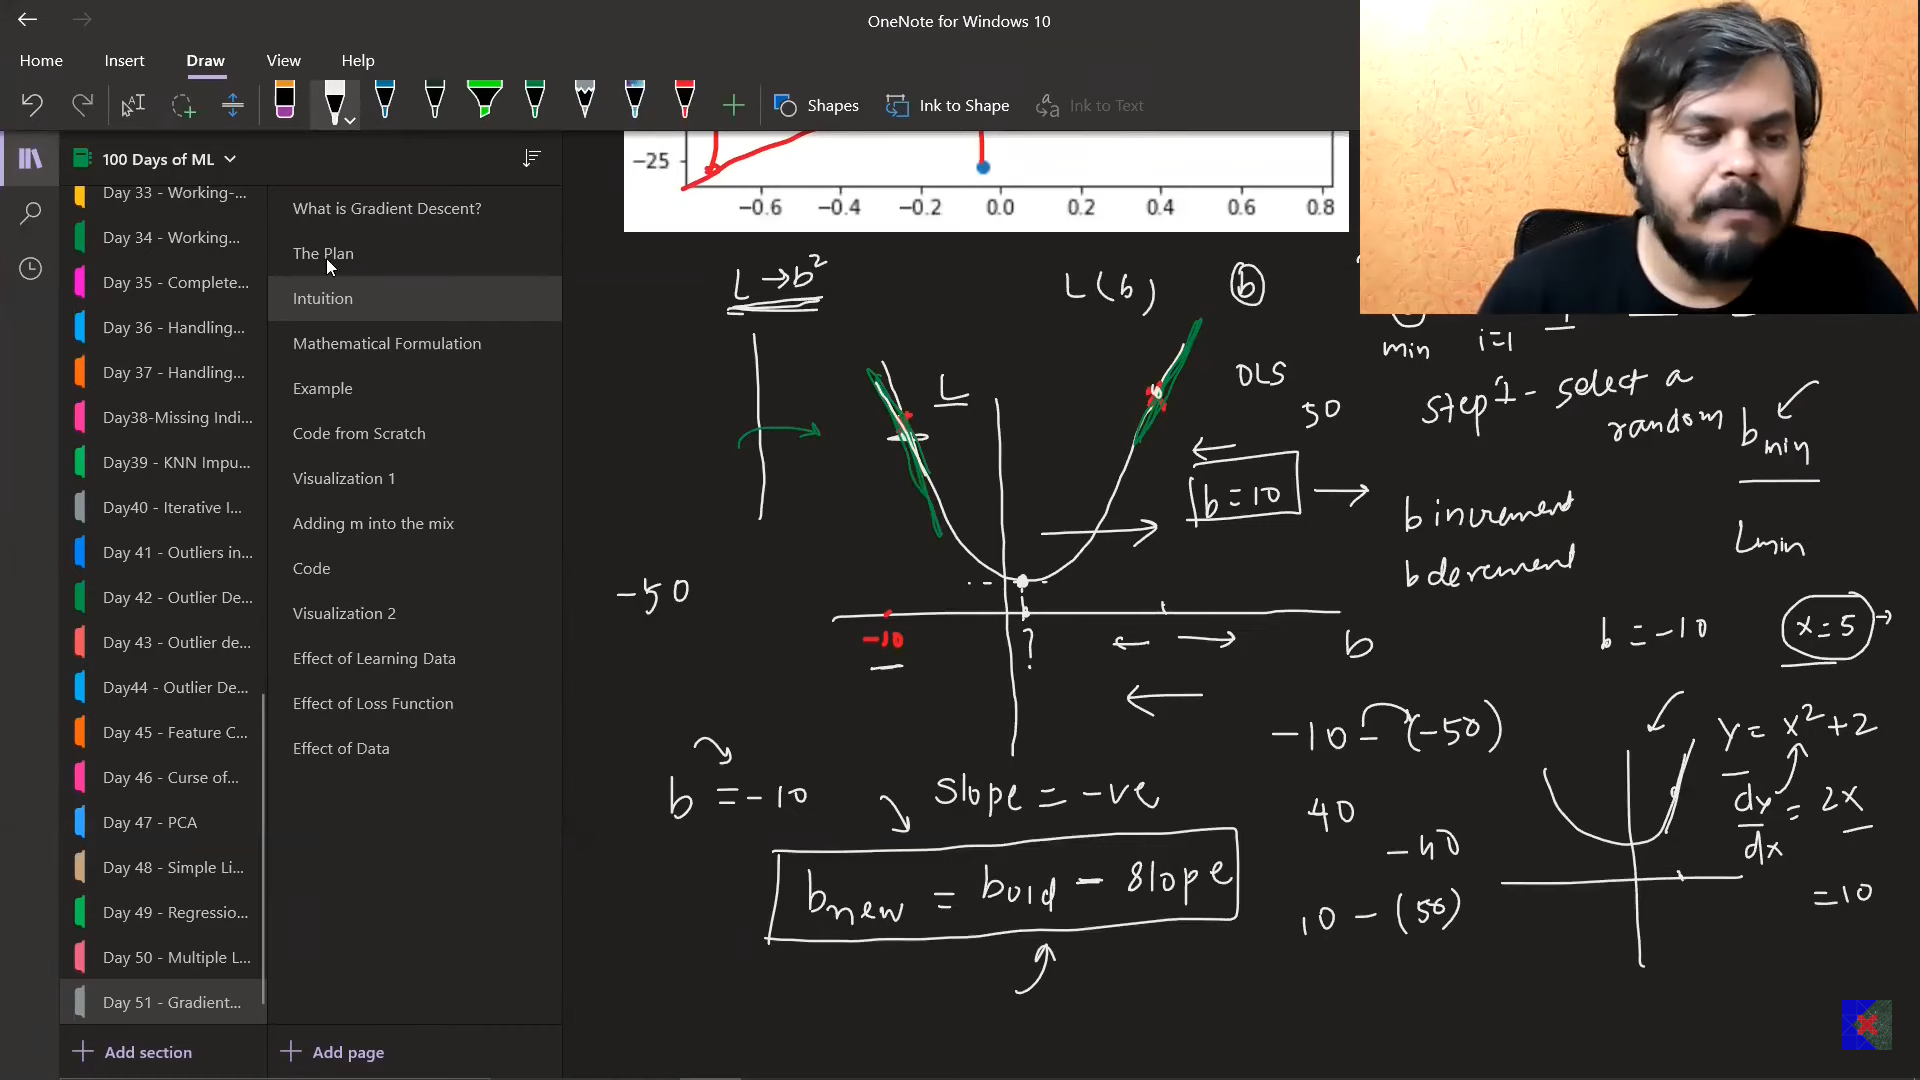 OneNote for Windows 10
Home Insert Draw View Help
Shapes Ink to Shape Ink to Text
100 Days of ML
Day 33 - Working-...
Day 34 - Working...
Day 35 - Complete...
Day 36 - Handling...
Day 37 - Handling...
Day38-Missing Indi...
Day39 - KNN Impu...
Day40 - Iterative I...
Day 41 - Outliers in...
Day 42 - Outlier De...
Day 43 - Outlier de...
Day44 - Outlier De...
Day 45 - Feature C...
Day 46 - Curse of...
Day 47 - PCA
Day 48 - Simple Li...
Day 49 - Regressio...
Day 50 - Multiple L...
Day 51 - Gradient...
Add section
What is Gradient Descent?
The Plan
Intuition
Mathematical Formulation
Example
Code from Scratch
Visualization 1
Adding m into the mix
Code
Visualization 2
Effect of Learning Data
Effect of Loss Function
Effect of Data
Add page
−25
−0.6 −0.4 −0.2 0.0 0.2 0.4 0.6 0.8
L → b²
L(b) b
min i=1
L
OLS
50
step 1 - select a
random
b min
b = 10
b increment
b decrement
Lmin
-50
-10
?
b
b = -10
x = 5
-10 - (-50)
y = x² + 2
b = -10
slope = -ve
40
dy/dx = 2x
-40
b new = b old - slope
10 - (50)
= 10